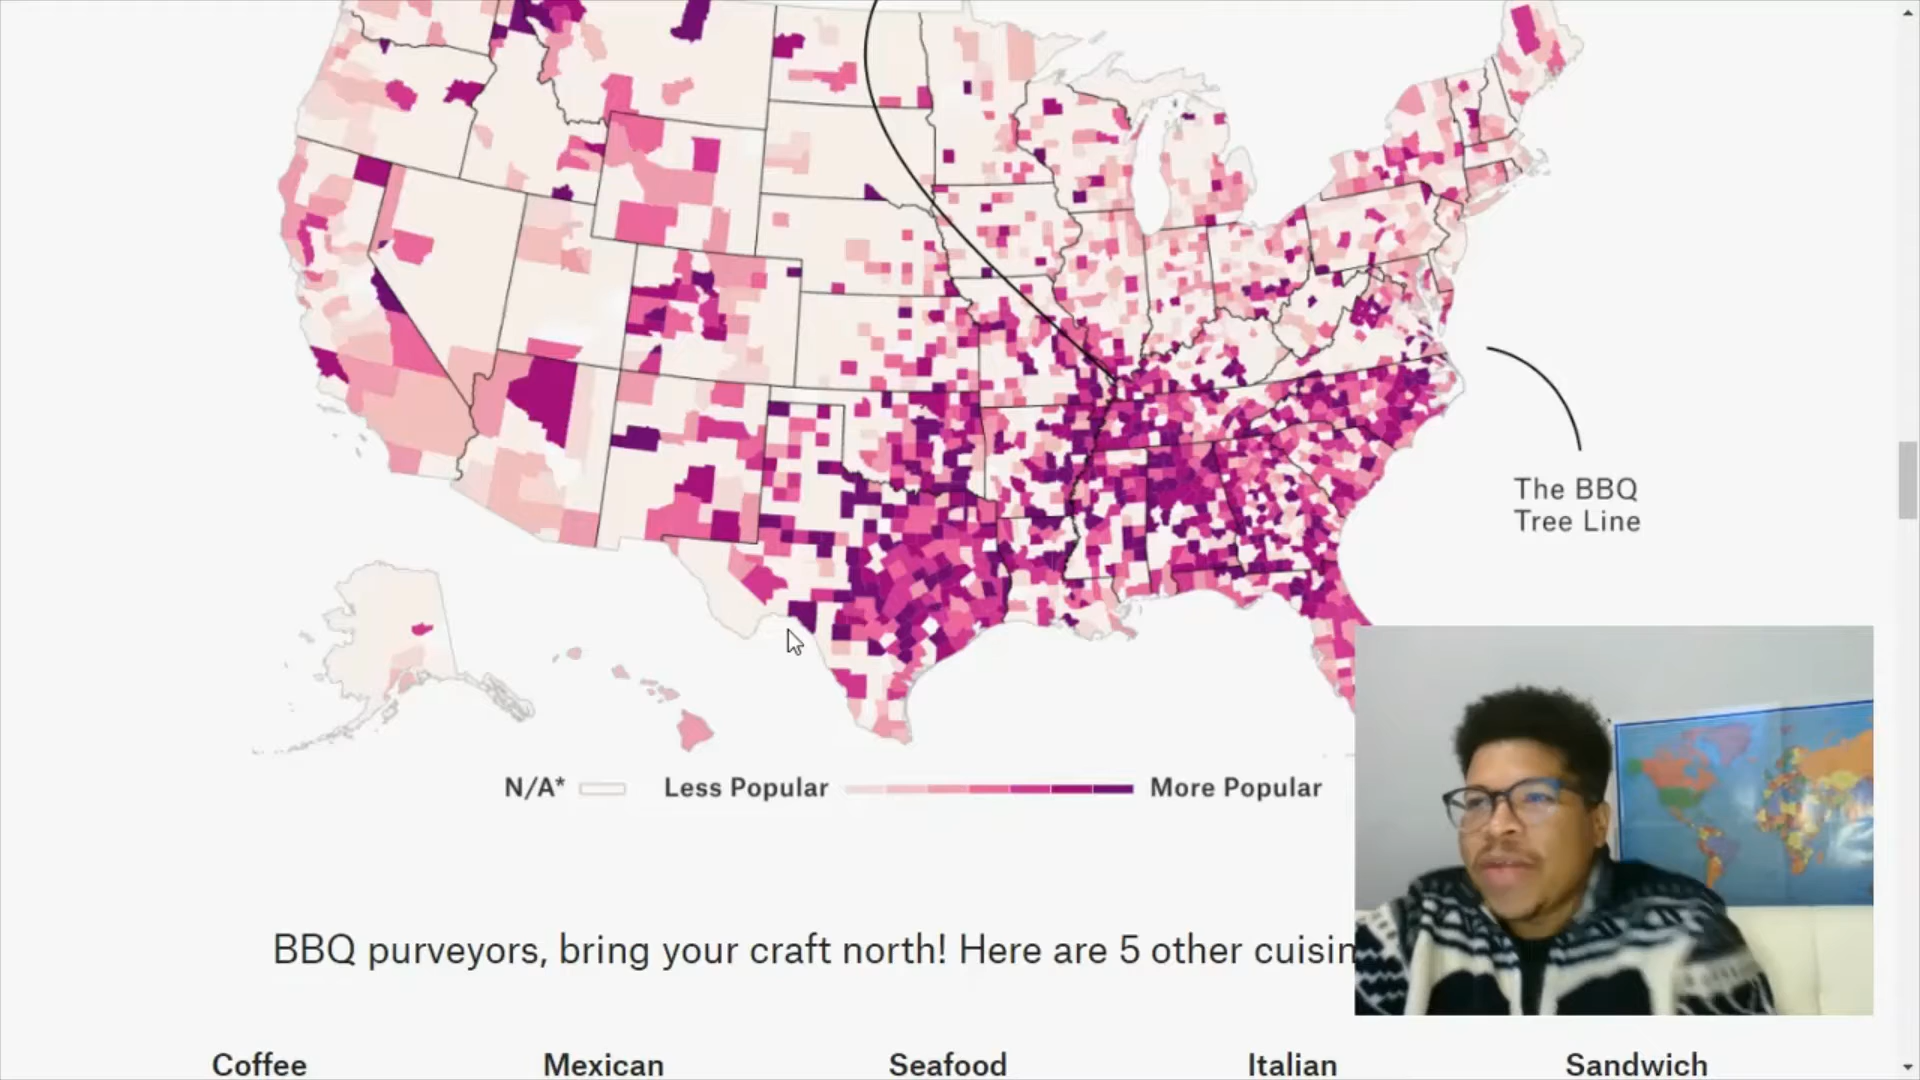 The BBQ
Tree Line
N/A* Less Popular More Popular
BBQ purveyors, bring your craft north! Here are 5 other cuisin
Coffee Mexican Seafood Italian Sandwich